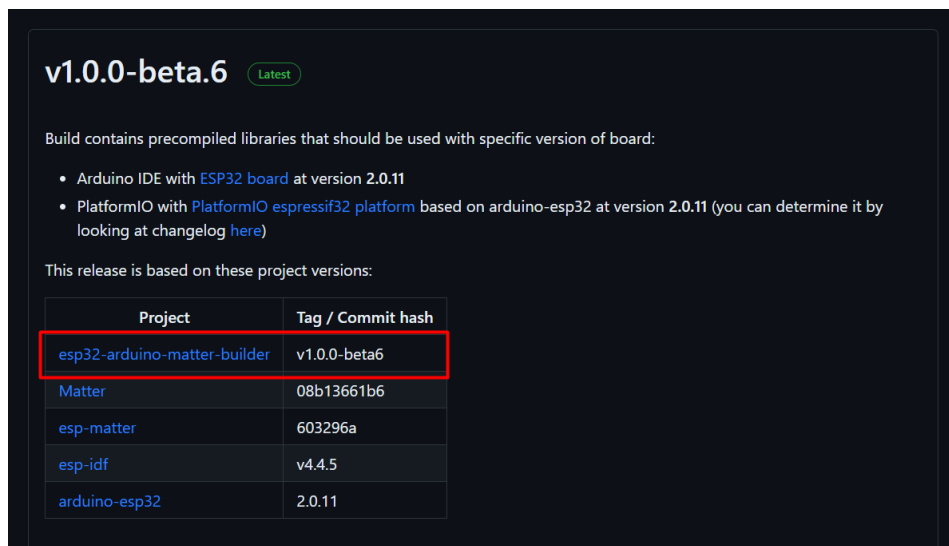 v1.0.0-beta.6 Latest
Build contains precompiled libraries that should be used with specific version of board:
• Arduino IDE with ESP32 board at version 2.0.11
• PlatformIO with PlatformIO espressif32 platform based on arduino-esp32 at version 2.0.11 (you can determine it by
looking at changelog here)
This release is based on these project versions:
Project Tag / Commit hash
esp32-arduino-matter-builder v1.0.0-beta6
Matter 08b13661b6
esp-matter 603296a
esp-idf v4.4.5
arduino-esp32 2.0.11